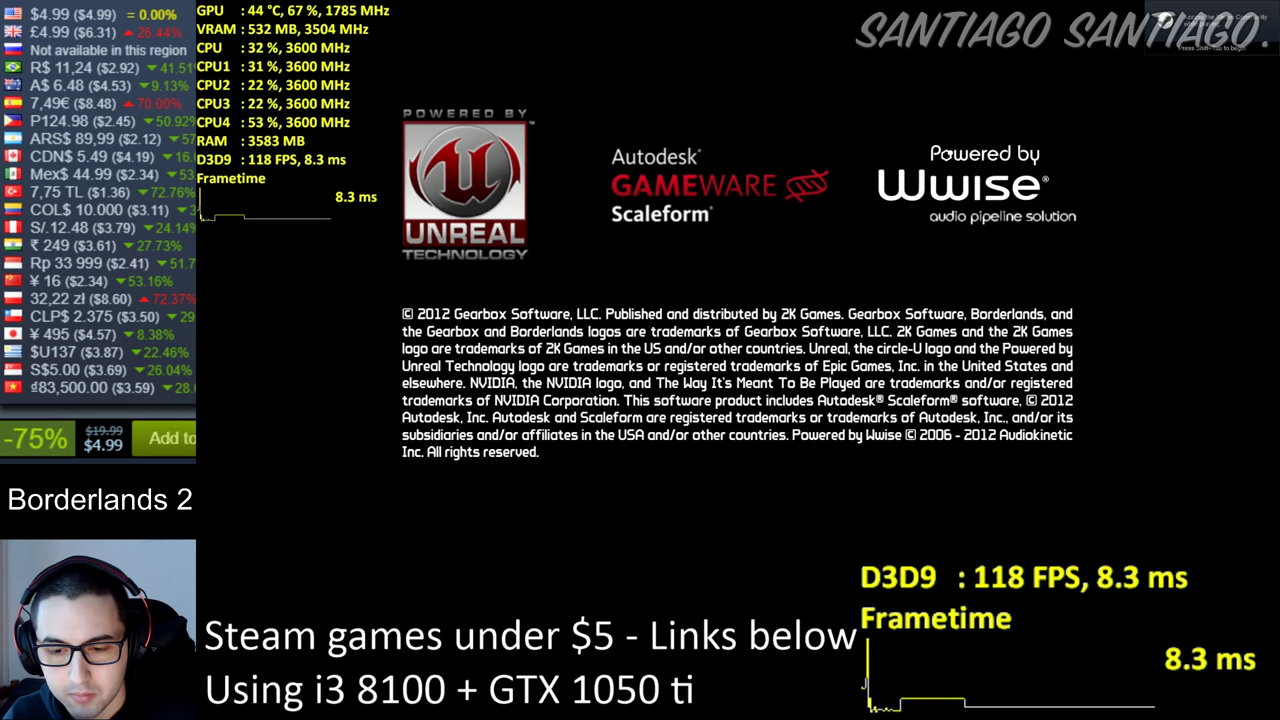 $4.99 ($4.99) = 0.00%
£4.99 ($6.31) ▲ 26.44%
Not available in this region
R$ 11,24 ($2.92) ▼ 41.51
A$ 6.48 ($4.53) ▼ 9.13%
7,49€ ($8.48) ▲ 70.00%
P124.98 ($2.45) ▼ 50.92%
ARS$ 89,99 ($2.12) ▼ 57
CDN$ 5.49 ($4.19) ▼ 16.
Mex$ 44.99 ($2.34) ▼ 53.
7,75 TL ($1.36) ▼ 72.76%
COL$ 10.000 ($3.11) ▼ 3
S/.12.48 ($3.79) ▼ 24.14%
₹ 249 ($3.61) ▼ 27.73%
Rp 33 999 ($2.41) ▼ 51.7
¥ 16 ($2.34) ▼ 53.16%
32,22 zł ($8.60) ▲ 72.37%
CLP$ 2.375 ($3.50) ▼ 29
¥ 495 ($4.57) ▼ 8.38%
$U137 ($3.87) ▼ 22.46%
S$5.00 ($3.69) ▼ 26.04%
₫83,500.00 ($3.59) ▼ 28.
-75%
$19.99
$4.99
Add to
Borderlands 2
GPU : 44 °C, 67 %, 1785 MHz
VRAM : 532 MB, 3504 MHz
CPU : 32 %, 3600 MHz
CPU1 : 31 %, 3600 MHz
CPU2 : 22 %, 3600 MHz
CPU3 : 22 %, 3600 MHz
CPU4 : 53 %, 3600 MHz
RAM : 3583 MB
D3D9 : 118 FPS, 8.3 ms
Frametime
8.3 ms
SANTIAGO SANTIAGO.
Press Shift+Tab to begin
POWERED BY
UNREAL
TECHNOLOGY
Autodesk®
GAMEWARE
Scaleform®
Powered by
Wwise®
audio pipeline solution
© 2012 Gearbox Software, LLC. Published and distributed by 2K Games. Gearbox Software, Borderlands, and
the Gearbox and Borderlands logos are trademarks of Gearbox Software, LLC. 2K Games and the 2K Games
logo are trademarks of 2K Games in the US and/or other countries. Unreal, the circle-U logo and the Powered by
Unreal Technology logo are trademarks or registered trademarks of Epic Games, Inc. in the United States and
elsewhere. NVIDIA, the NVIDIA logo, and The Way It's Meant To Be Played are trademarks and/or registered
trademarks of NVIDIA Corporation. This software product includes Autodesk® Scaleform® software, © 2012
Autodesk, Inc. Autodesk and Scaleform are registered trademarks or trademarks of Autodesk, Inc., and/or its
subsidiaries and/or affiliates in the USA and/or other countries. Powered by Wwise © 2006 - 2012 Audiokinetic
Inc. All rights reserved.
D3D9 : 118 FPS, 8.3 ms
Frametime
8.3 ms
Steam games under $5 - Links below
Using i3 8100 + GTX 1050 ti